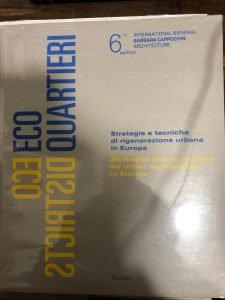 6th edition
INTERNATIONAL BIENNIAL
BARBARA CAPPOCHIN
ARCHITECTURE
ECO
QUARTIERI
ECO
DISTRICTS
Strategie e tecniche
di rigenerazione urbana
in Europa
Strategies and techniques
for urban regeneration
in Europe
Marsilio